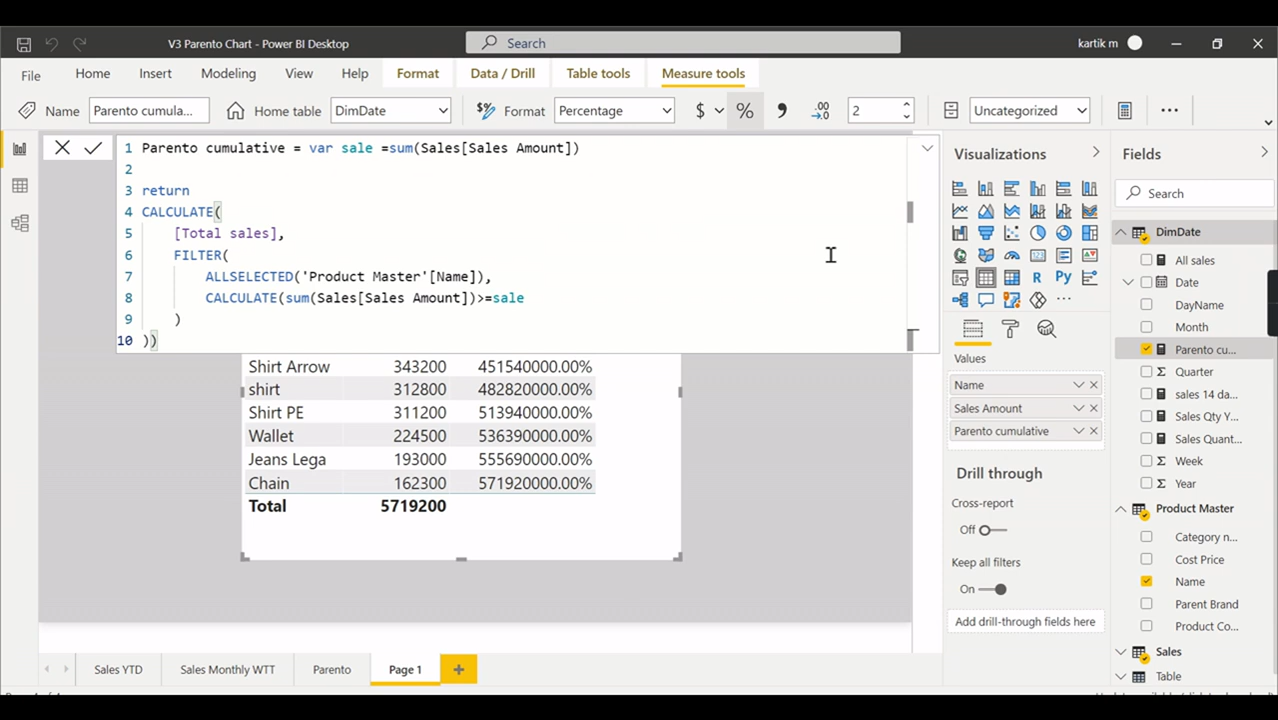 V3 Parento Chart - Power BI Desktop
Search
kartik m
File
Home
Insert
Modeling
View
Help
Format
Data / Drill
Table tools
Measure tools
Name
Parento cumula...
Home table
DimDate
Format
Percentage
$
%
2
Uncategorized
...
1 Parento cumulative = var sale =sum(Sales[Sales Amount])
2
3 return
4 CALCULATE(
5 [Total sales],
6 FILTER(
7 ALLSELECTED('Product Master'[Name]),
8 CALCULATE(sum(Sales[Sales Amount])>=sale
9 )
10 ))
Shirt Arrow 343200 451540000.00%
shirt 312800 482820000.00%
Shirt PE 311200 513940000.00%
Wallet 224500 536390000.00%
Jeans Lega 193000 555690000.00%
Chain 162300 571920000.00%
Total 5719200
Sales YTD
Sales Monthly WTT
Parento
Page 1
+
Visualizations
R
Py
...
Values
Name
Sales Amount
Parento cumulative
Drill through
Cross-report
Off
Keep all filters
On
Add drill-through fields here
Fields
Search
DimDate
All sales
Date
DayName
Month
Parento cu...
Quarter
sales 14 da...
Sales Qty Y...
Sales Quant...
Week
Year
Product Master
Category n...
Cost Price
Name
Parent Brand
Product Co...
Sales
Table